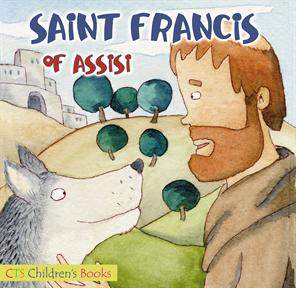 SAINT FRANCIS
OF ASSISI
CTS Children's Books